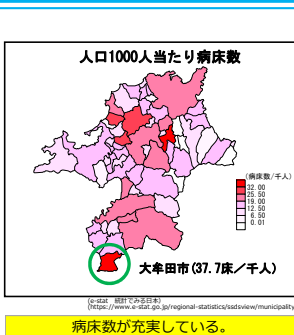 人口1000人当たり病床数
(病床数/千人)
32.00
25.50
19.00
12.50
6.50
0.01
大牟田市(37.7床/千人)
(e-stat　統計でみる日本)
(https://www.e-stat.go.jp/regional-statistics/ssdsview/municipality
病床数が充実している。